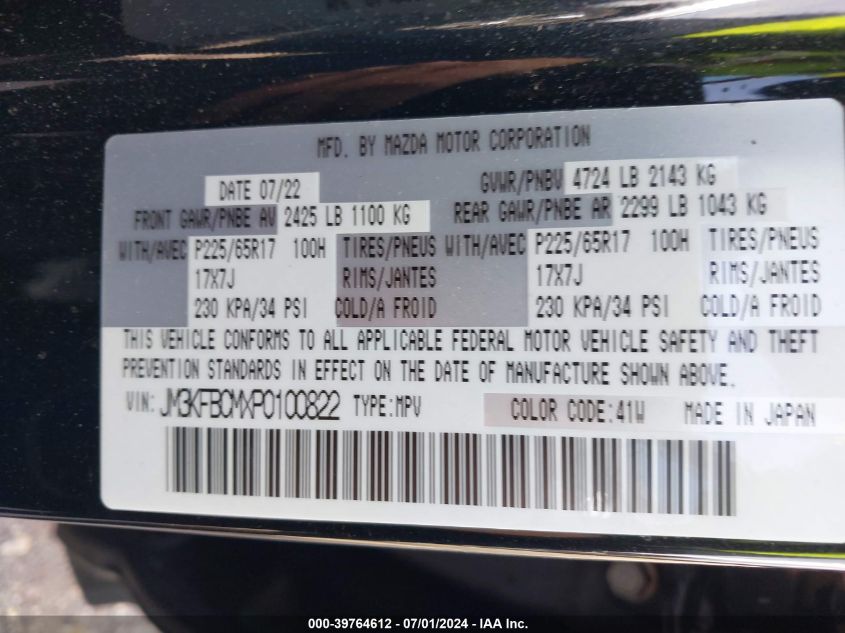 MFD. BY MAZDA MOTOR CORPORATION
DATE 07/22 GVWR/PNBV 4724 LB 2143 KG
FRONT GAWR/PNBE AV 2425 LB 1100 KG REAR GAWR/PNBE AR 2299 LB 1043 KG
WITH/AVEC P225/65R17 100H TIRES/PNEUS WITH/AVEC P225/65R17 100H TIRES/PNEUS
17X7J RIMS/JANTES 17X7J RIMS/JANTES
230 KPA/34 PSI COLD/A FROID 230 KPA/34 PSI COLD/A FROID
THIS VEHICLE CONFORMS TO ALL APPLICABLE FEDERAL MOTOR VEHICLE SAFETY AND THEFT
PREVENTION STANDARDS IN EFFECT ON THE DATE OF MANUFACTURE SHOWN ABOVE.
VIN: JM3KFBCMXP0100822 TYPE:MPV COLOR CODE:41W MADE IN JAPAN
000-39764612 / 07/01/2024 - IAA Inc.